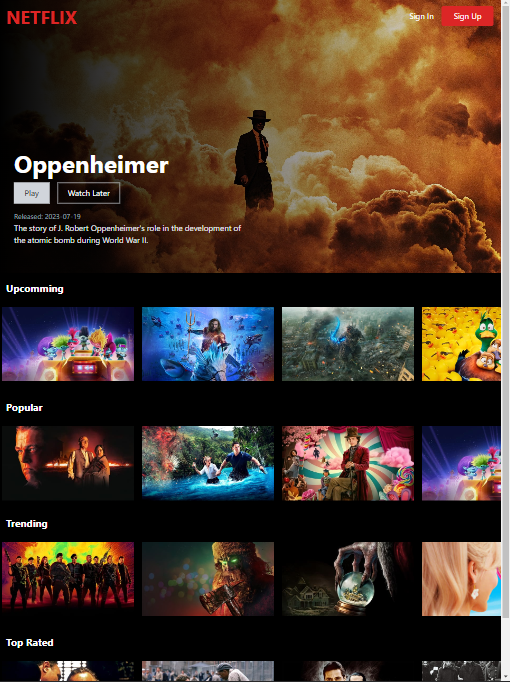 NETFLIX
Sign In
Sign Up
Oppenheimer
Play
Watch Later
Released: 2023-07-19
The story of J. Robert Oppenheimer's role in the development of
the atomic bomb during World War II.
Upcomming
Popular
Trending
Top Rated